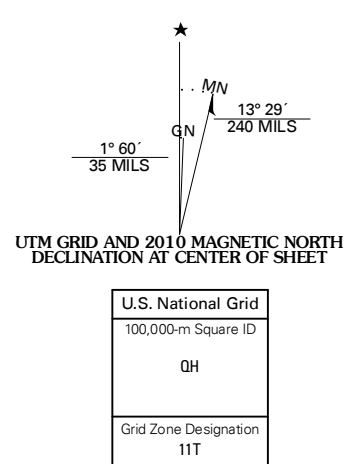 ★
MN
13° 29´
240 MILS
GN
1° 60´
35 MILS
UTM GRID AND 2010 MAGNETIC NORTH
DECLINATION AT CENTER OF SHEET
U.S. National Grid
100,000-m Square ID
QH
Grid Zone Designation
11T